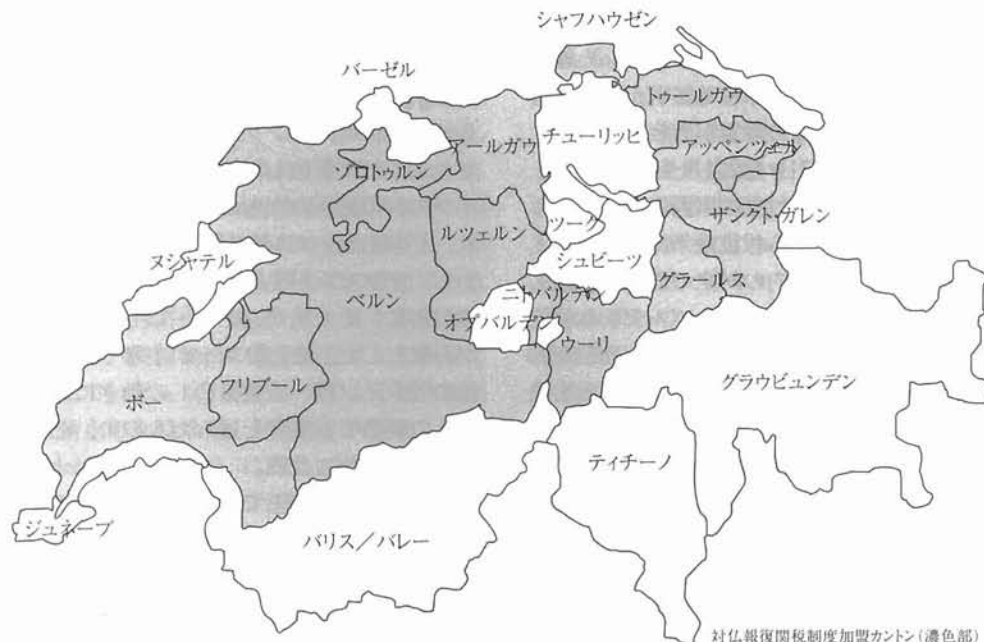 シャフハウゼン
バーゼル
トゥールガウ
チューリッヒ
アールガウ
アッペンツェル
ゾロトゥルン
ザンクト・ガレン
ツーク
ルツェルン
ヌシャテル
シュビーツ
グラールス
ニトバルデン
ベルン
オプバルデン
ウーリ
フリブール
グラウビュンデン
ボー
ティチーノ
ジュネーブ
バリス／バレー
対仏報復関税制度加盟カントン（濃色部）